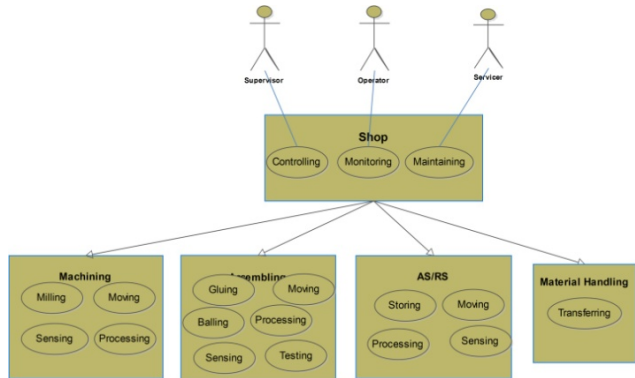 Supervisor Operator Servicer
Shop
Controlling Monitoring Maintaining
Machining Assembling AS/RS Material Handling
Milling Moving
Sensing Processing
Gluing Moving
Balling Processing
Sensing Testing
Storing Moving
Processing Sensing
Transferring